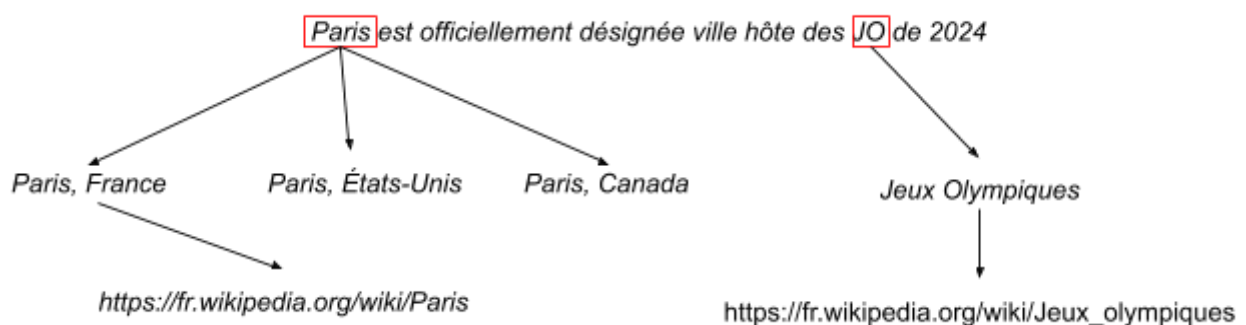 Paris est officiellement désignée ville hôte des JO de 2024
Paris, France
Paris, États-Unis
Paris, Canada
Jeux Olympiques
https://fr.wikipedia.org/wiki/Paris
https://fr.wikipedia.org/wiki/Jeux_olympiques